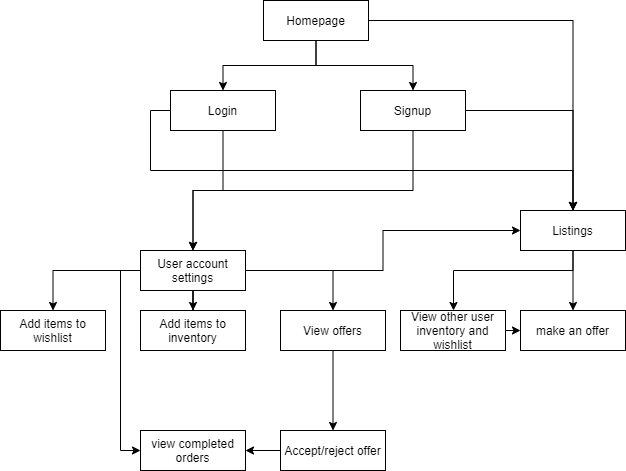 Homepage
Login
Signup
Listings
User account
settings
Add items to
wishlist
Add items to
inventory
View offers
View other user
inventory and
wishlist
make an offer
view completed
orders
Accept/reject offer